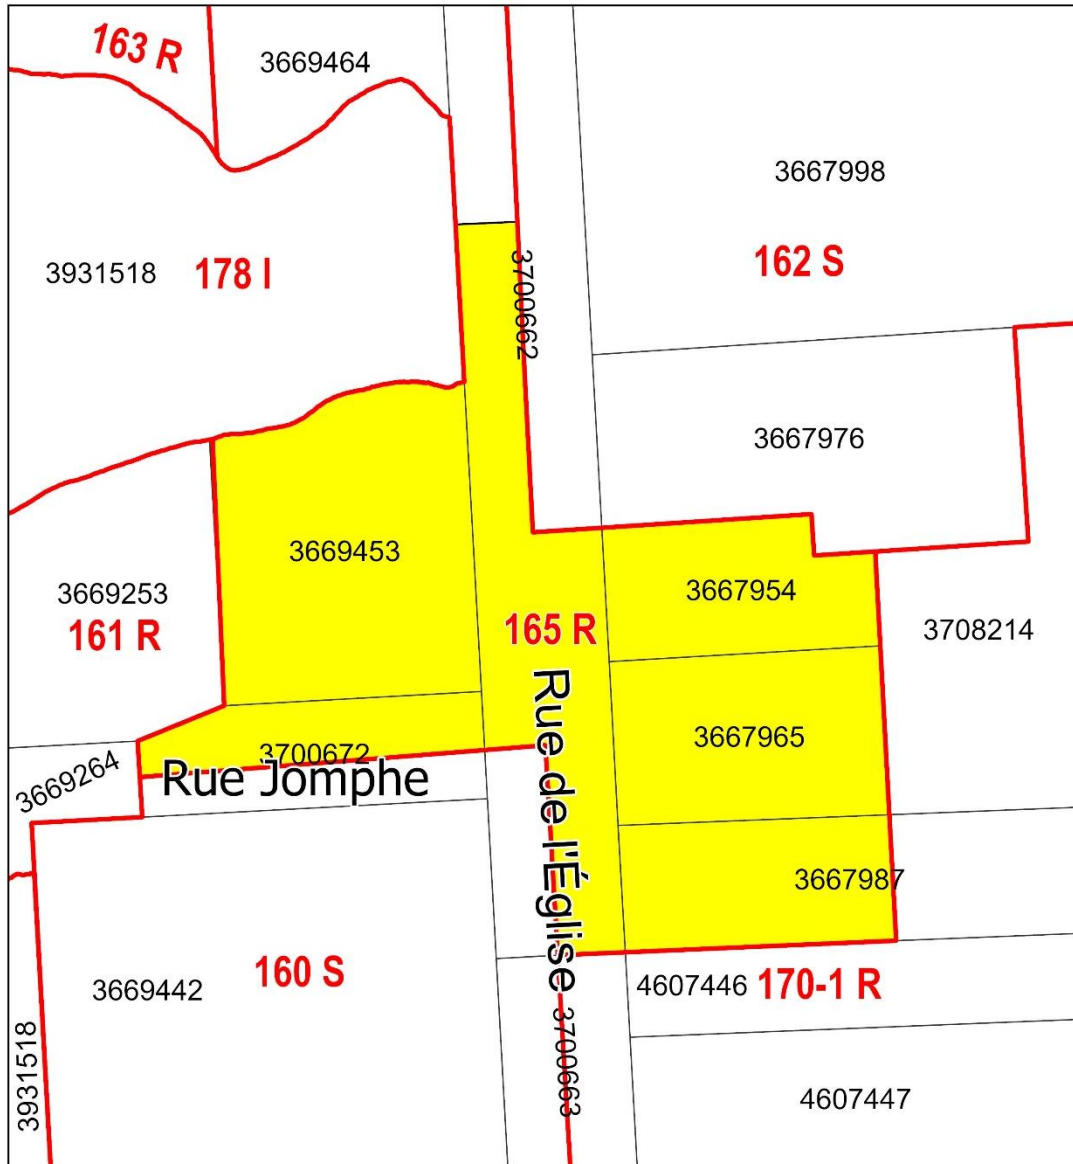 163 R
3669464
3667998
3931518
178 I
162 S
3700662
3667976
3669453
3667954
3669253
161 R
165 R
3708214
3700672
3667965
3669264
Rue Jomphe
Rue de l'Église
3667987
160 S
3669442
4607446
170-1 R
3700663
3931518
4607447